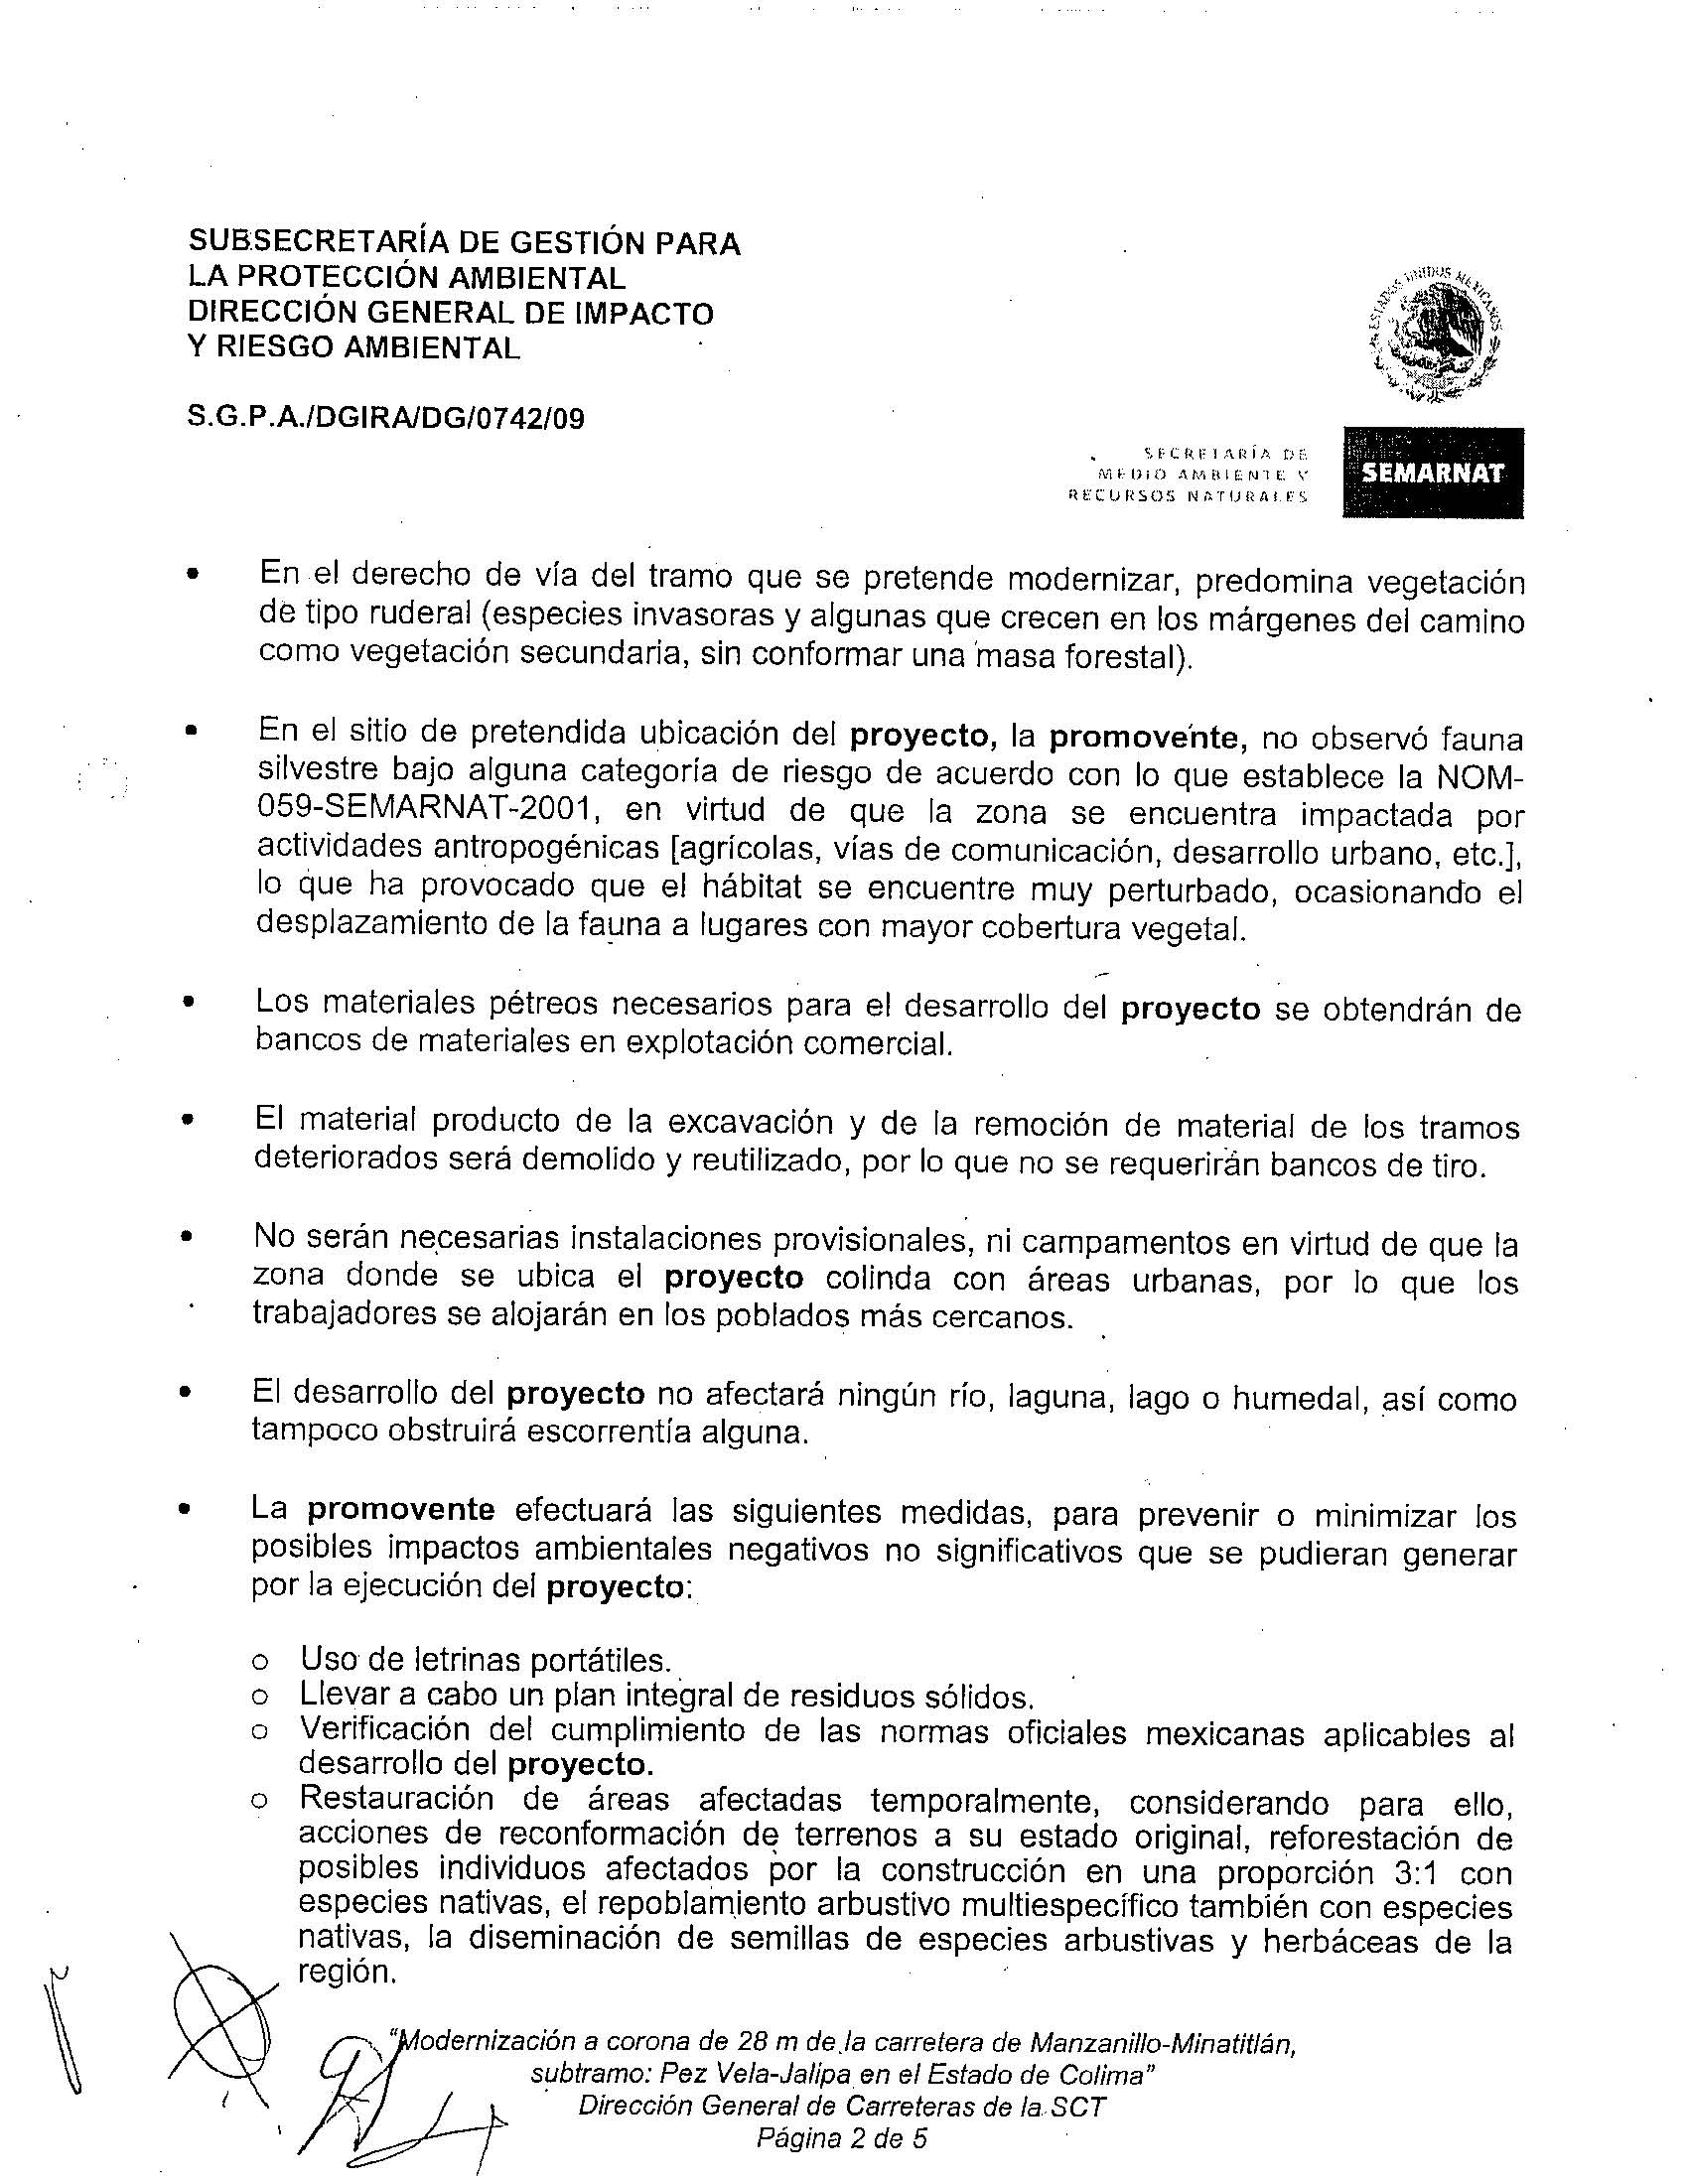 SUBSECRETARÍA DE GESTIÓN PARA
LA PROTECCIÓN AMBIENTAL
DIRECCIÓN GENERAL DE IMPACTO
Y RIESGO AMBIENTAL
ESTADOS UNIDOS MEXICANOS
S.G.P.A./DGIRA/DG/0742/09
SECRETARÍA DE
MEDIO AMBIENTE Y
RECURSOS NATURALES
SEMARNAT
• En el derecho de vía del tramo que se pretende modernizar, predomina vegetación
de tipo ruderal (especies invasoras y algunas que crecen en los márgenes del camino
como vegetación secundaria, sin conformar una masa forestal).
• En el sitio de pretendida ubicación del proyecto, la promovente, no observó fauna
silvestre bajo alguna categoría de riesgo de acuerdo con lo que establece la NOM-
059-SEMARNAT-2001, en virtud de que la zona se encuentra impactada por
actividades antropogénicas [agrícolas, vías de comunicación, desarrollo urbano, etc.],
lo que ha provocado que el hábitat se encuentre muy perturbado, ocasionando el
desplazamiento de la fauna a lugares con mayor cobertura vegetal.
• Los materiales pétreos necesarios para el desarrollo del proyecto se obtendrán de
bancos de materiales en explotación comercial.
• El material producto de la excavación y de la remoción de material de los tramos
deteriorados será demolido y reutilizado, por lo que no se requerirán bancos de tiro.
• No serán necesarias instalaciones provisionales, ni campamentos en virtud de que la
zona donde se ubica el proyecto colinda con áreas urbanas, por lo que los
trabajadores se alojarán en los poblados más cercanos.
• El desarrollo del proyecto no afectará ningún río, laguna, lago o humedal, así como
tampoco obstruirá escorrentía alguna.
• La promovente efectuará las siguientes medidas, para prevenir o minimizar los
posibles impactos ambientales negativos no significativos que se pudieran generar
por la ejecución del proyecto:
o Uso de letrinas portátiles.
o Llevar a cabo un plan integral de residuos sólidos.
o Verificación del cumplimiento de las normas oficiales mexicanas aplicables al
desarrollo del proyecto.
o Restauración de áreas afectadas temporalmente, considerando para ello,
acciones de reconformación de terrenos a su estado original, reforestación de
posibles individuos afectados por la construcción en una proporción 3:1 con
especies nativas, el repoblamiento arbustivo multiespecífico también con especies
nativas, la diseminación de semillas de especies arbustivas y herbáceas de la
región.
"Modernización a corona de 28 m de la carretera de Manzanillo-Minatitlán,
subtramo: Pez Vela-Jalipa en el Estado de Colima"
Dirección General de Carreteras de la SCT
Página 2 de 5